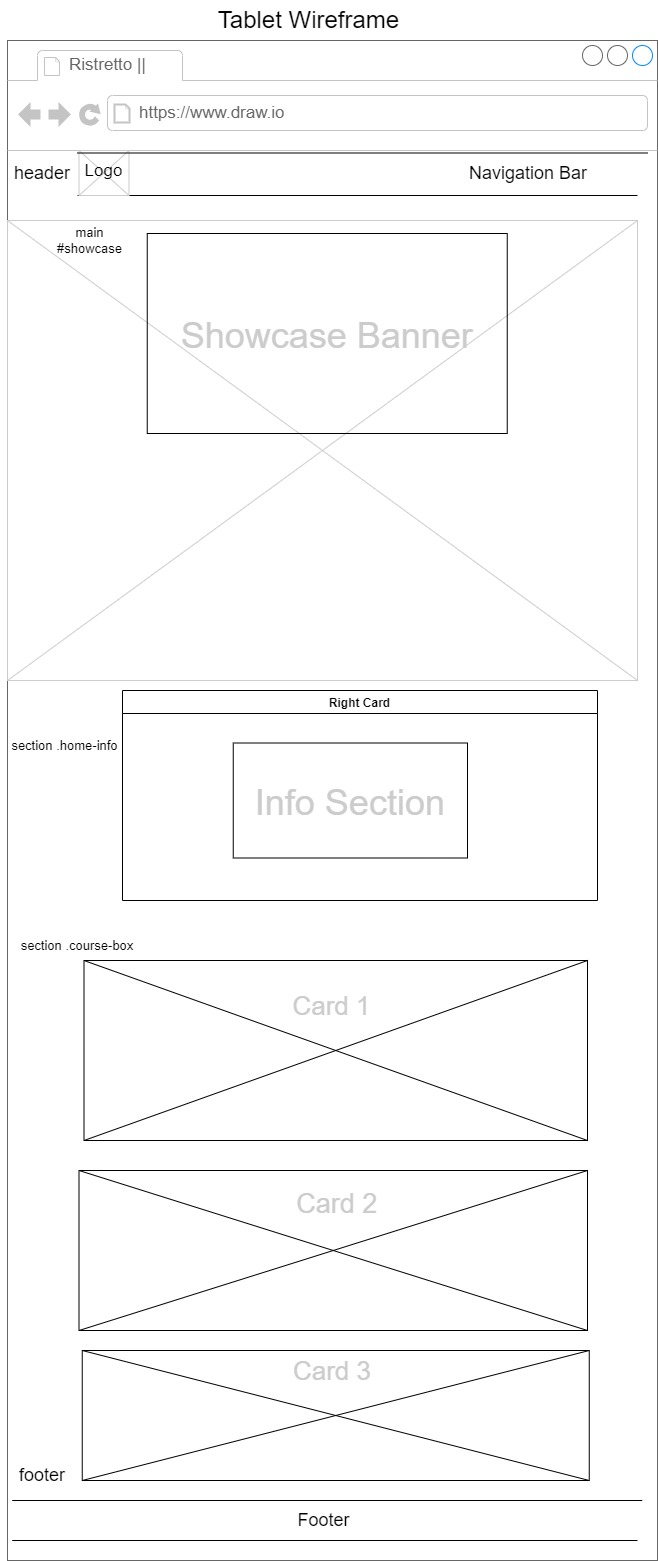 Tablet Wireframe
Ristretto ||
https://www.draw.io
header
Logo
Navigation Bar
main
#showcase
Showcase Banner
Right Card
section .home-info
Info Section
section .course-box
Card 1
Card 2
Card 3
footer
Footer